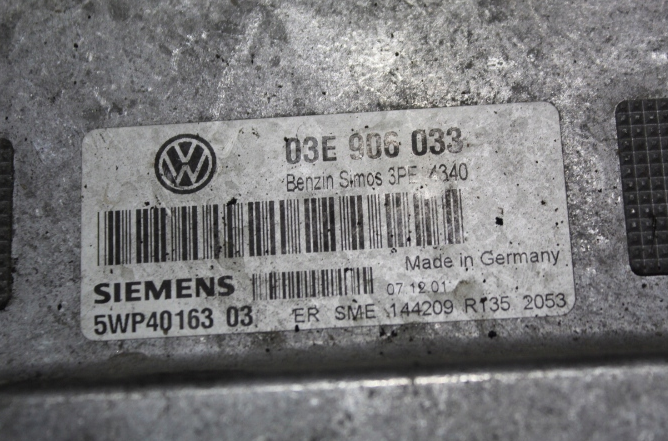 03E 906 033
Benzin Simos 3PE 4340
Made in Germany
SIEMENS 07.12.01
5WP40163 03 ER SME 144209 R135 2053